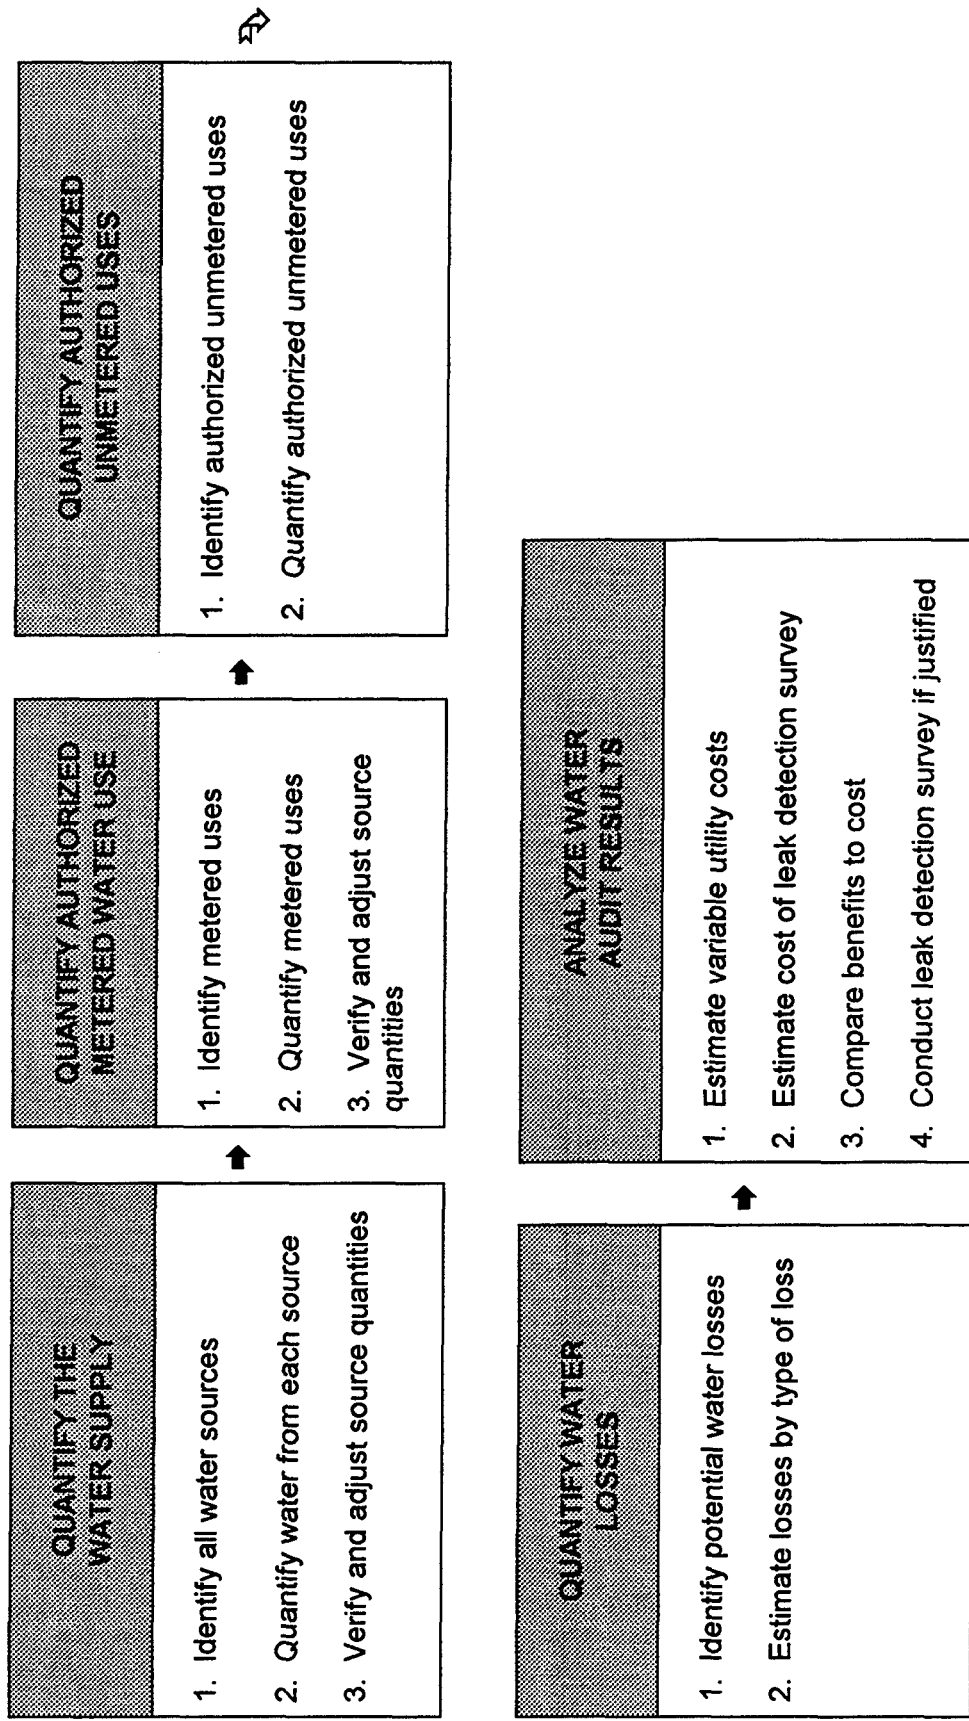 QUANTIFY THE
WATER SUPPLY
1. Identify all water sources
2. Quantify water from each source
3. Verify and adjust source quantities
QUANTIFY AUTHORIZED
METERED WATER USE
1. Identify metered uses
2. Quantify metered uses
3. Verify and adjust source
quantities
QUANTIFY AUTHORIZED
UNMETERED USES
1. Identify authorized unmetered uses
2. Quantify authorized unmetered uses
QUANTIFY WATER
LOSSES
1. Identify potential water losses
2. Estimate losses by type of loss
ANALYZE WATER
AUDIT RESULTS
1. Estimate variable utility costs
2. Estimate cost of leak detection survey
3. Compare benefits to cost
4. Conduct leak detection survey if justified